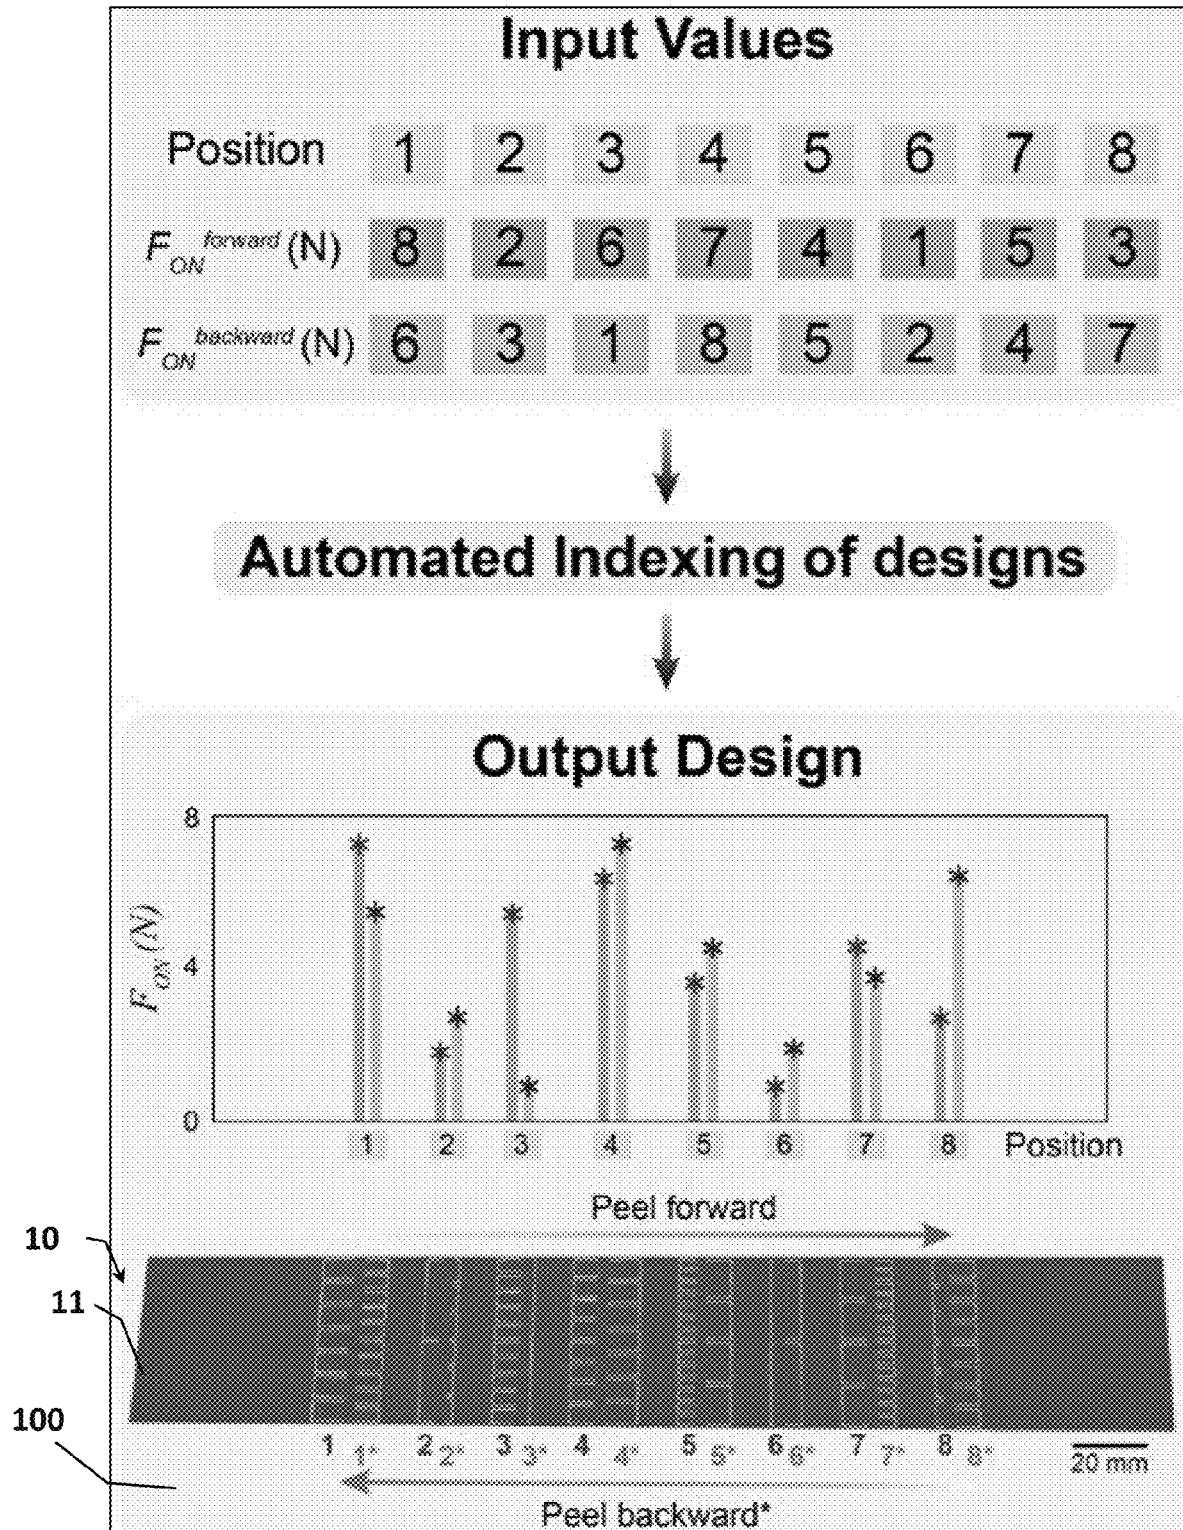 Input Values
Position 1 2 3 4 5 6 7 8
F_ON^forward (N) 8 2 6 7 4 1 5 3
F_ON^backward (N) 6 3 1 8 5 2 4 7
Automated Indexing of designs
Output Design
8
4
0
F_ON (N)
1 2 3 4 5 6 7 8 Position
Peel forward
10
11
100
1 1* 2 2* 3 3* 4 4* 5 5* 6 6* 7 7* 8 8*
20 mm
Peel backward*